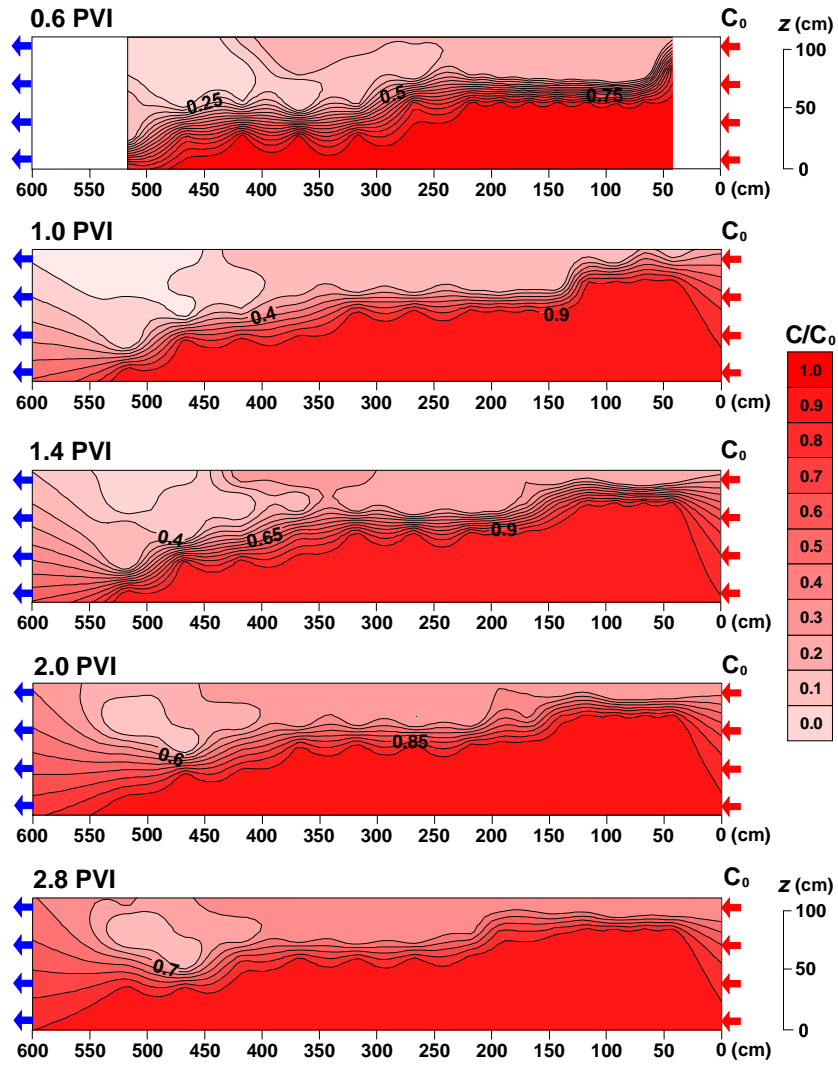 0.6 PVI C₀ z (cm)
0.25 0.5 0.75
100
50
0
600 550 500 450 400 350 300 250 200 150 100 50 0 (cm)
1.0 PVI C₀
0.4 0.9
600 550 500 450 400 350 300 250 200 150 100 50 0 (cm)
C/C₀
1.0
0.9
0.8
0.7
0.6
0.5
0.4
0.3
0.2
0.1
0.0
1.4 PVI C₀
0.4 0.65 0.9
600 550 500 450 400 350 300 250 200 150 100 50 0 (cm)
2.0 PVI C₀
0.6 0.85
600 550 500 450 400 350 300 250 200 150 100 50 0 (cm)
2.8 PVI C₀ z (cm)
0.7
100
50
0
600 550 500 450 400 350 300 250 200 150 100 50 0 (cm)